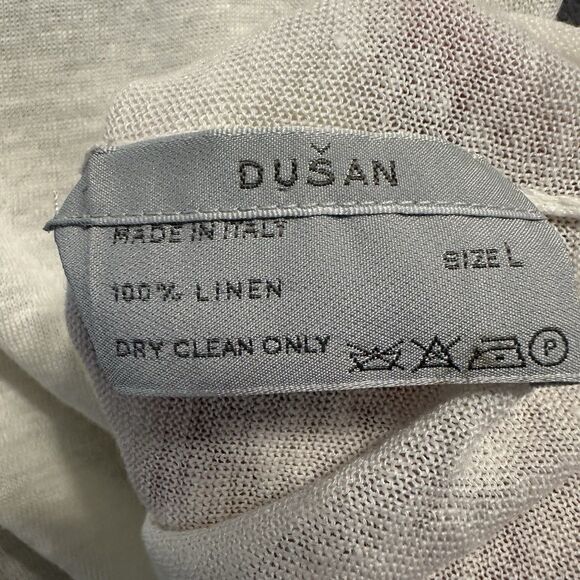 DUŠAN
MADE IN ITALY
SIZE L
100% LINEN
DRY CLEAN ONLY P